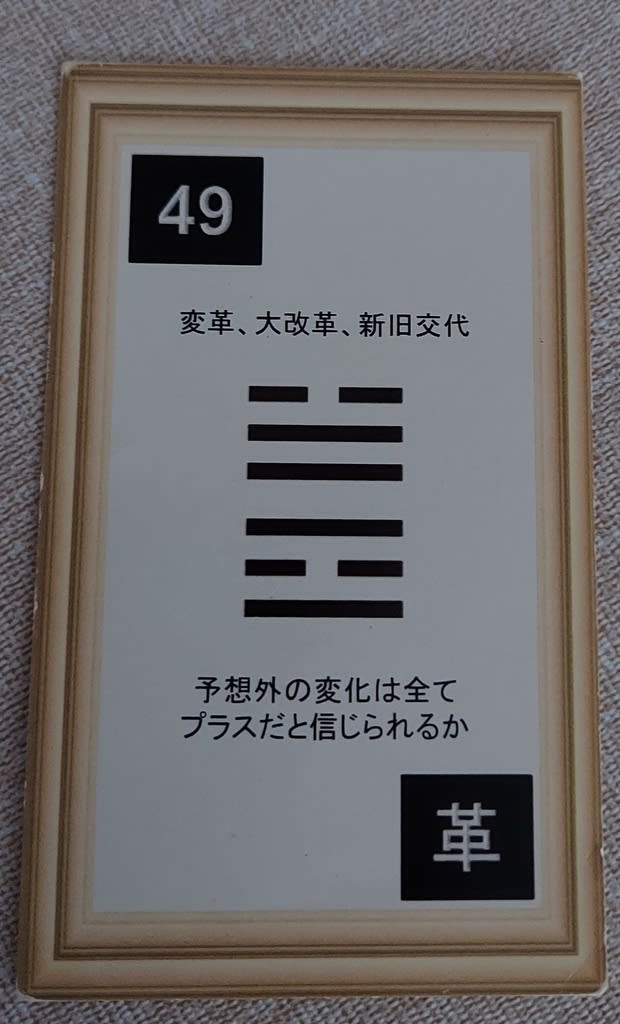 49
変革、大改革、新旧交代
予想外の変化は全て
プラスだと信じられるか
革